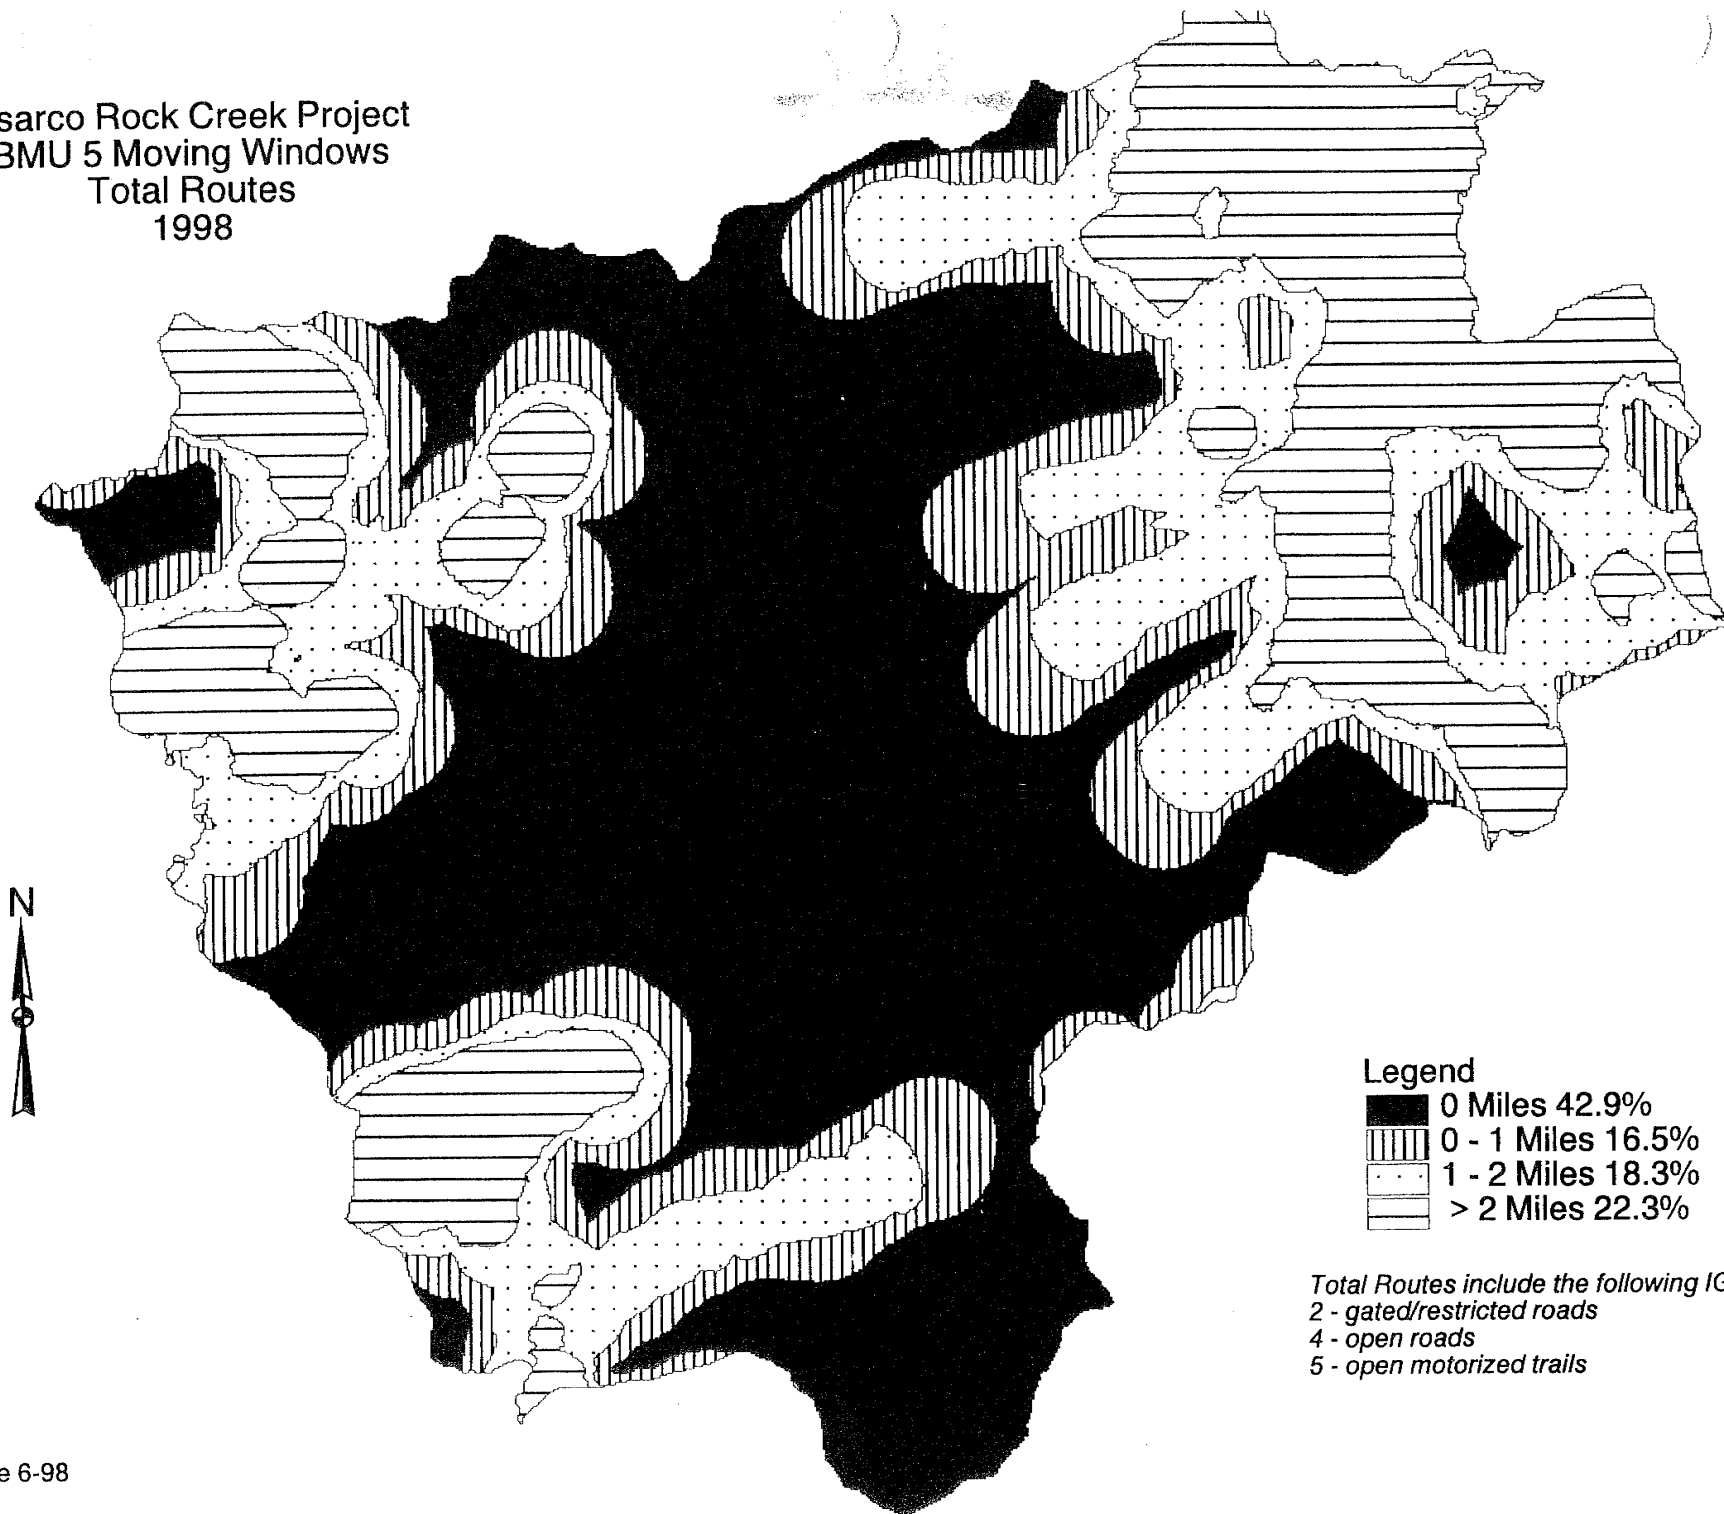 sarco Rock Creek Project
BMU 5 Moving Windows
Total Routes
1998
N
Legend
0 Miles 42.9%
0 - 1 Miles 16.5%
1 - 2 Miles 18.3%
> 2 Miles 22.3%
Total Routes include the following IG
2 - gated/restricted roads
4 - open roads
5 - open motorized trails
e 6-98